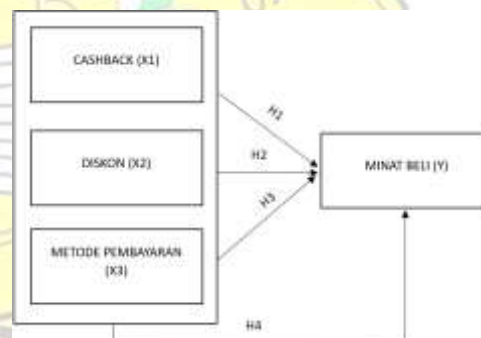 CASHBACK (X1)
H1
DISKON (X2)
H2
MINAT BELI (Y)
H3
METODE PEMBAYARAN
(X3)
H4